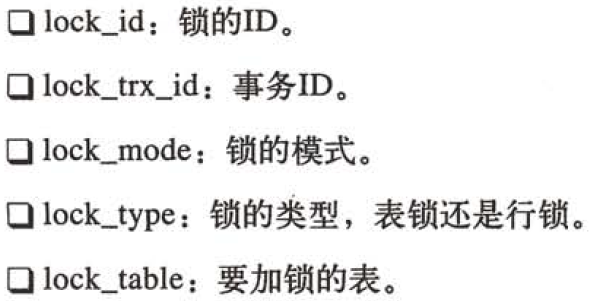 ❑ lock_id：锁的ID。
❑ lock_trx_id：事务ID。
❑ lock_mode：锁的模式。
❑ lock_type：锁的类型，表锁还是行锁。
❑ lock_table：要加锁的表。